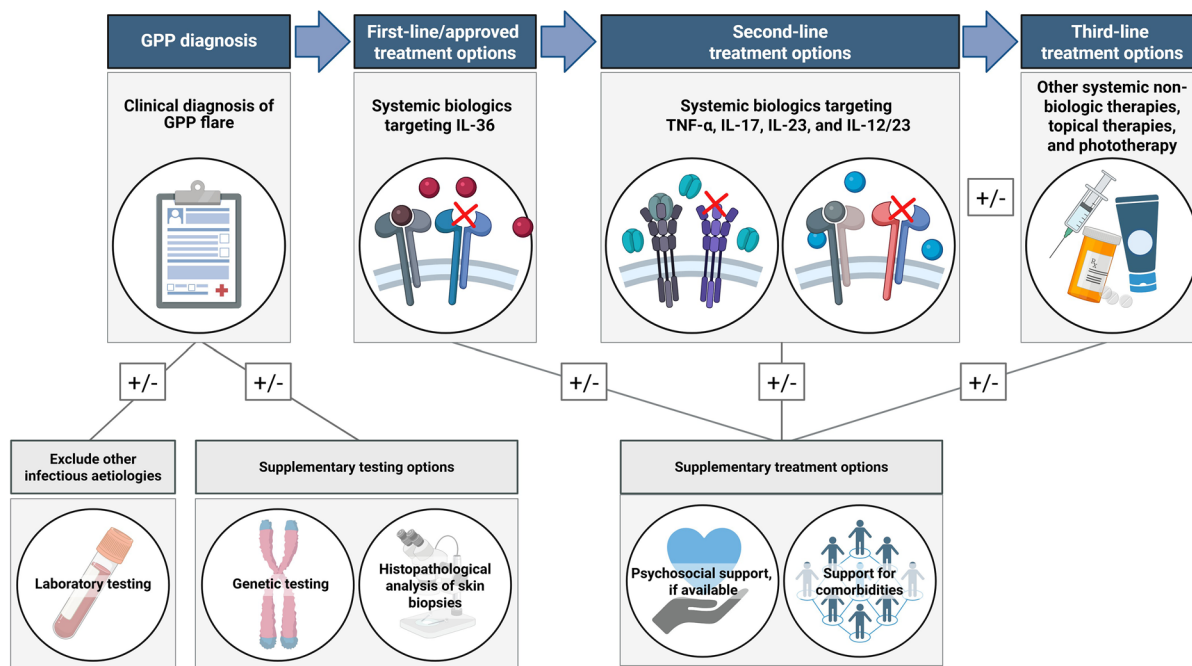 GPP diagnosis
First-line/approved
treatment options
Second-line
treatment options
Third-line
treatment options
Clinical diagnosis of
GPP flare
Systemic biologics
targeting IL-36
Systemic biologics targeting
TNF-α, IL-17, IL-23, and IL-12/23
Other systemic non-
biologic therapies,
topical therapies,
and phototherapy
+/-
Rx
+/-
+/-
+/-
+/-
+/-
Exclude other
infectious aetiologies
Supplementary testing options
Supplementary treatment options
Laboratory testing
Genetic testing
Histopathological
analysis of skin
biopsies
Psychosocial support,
if available
Support for
comorbidities